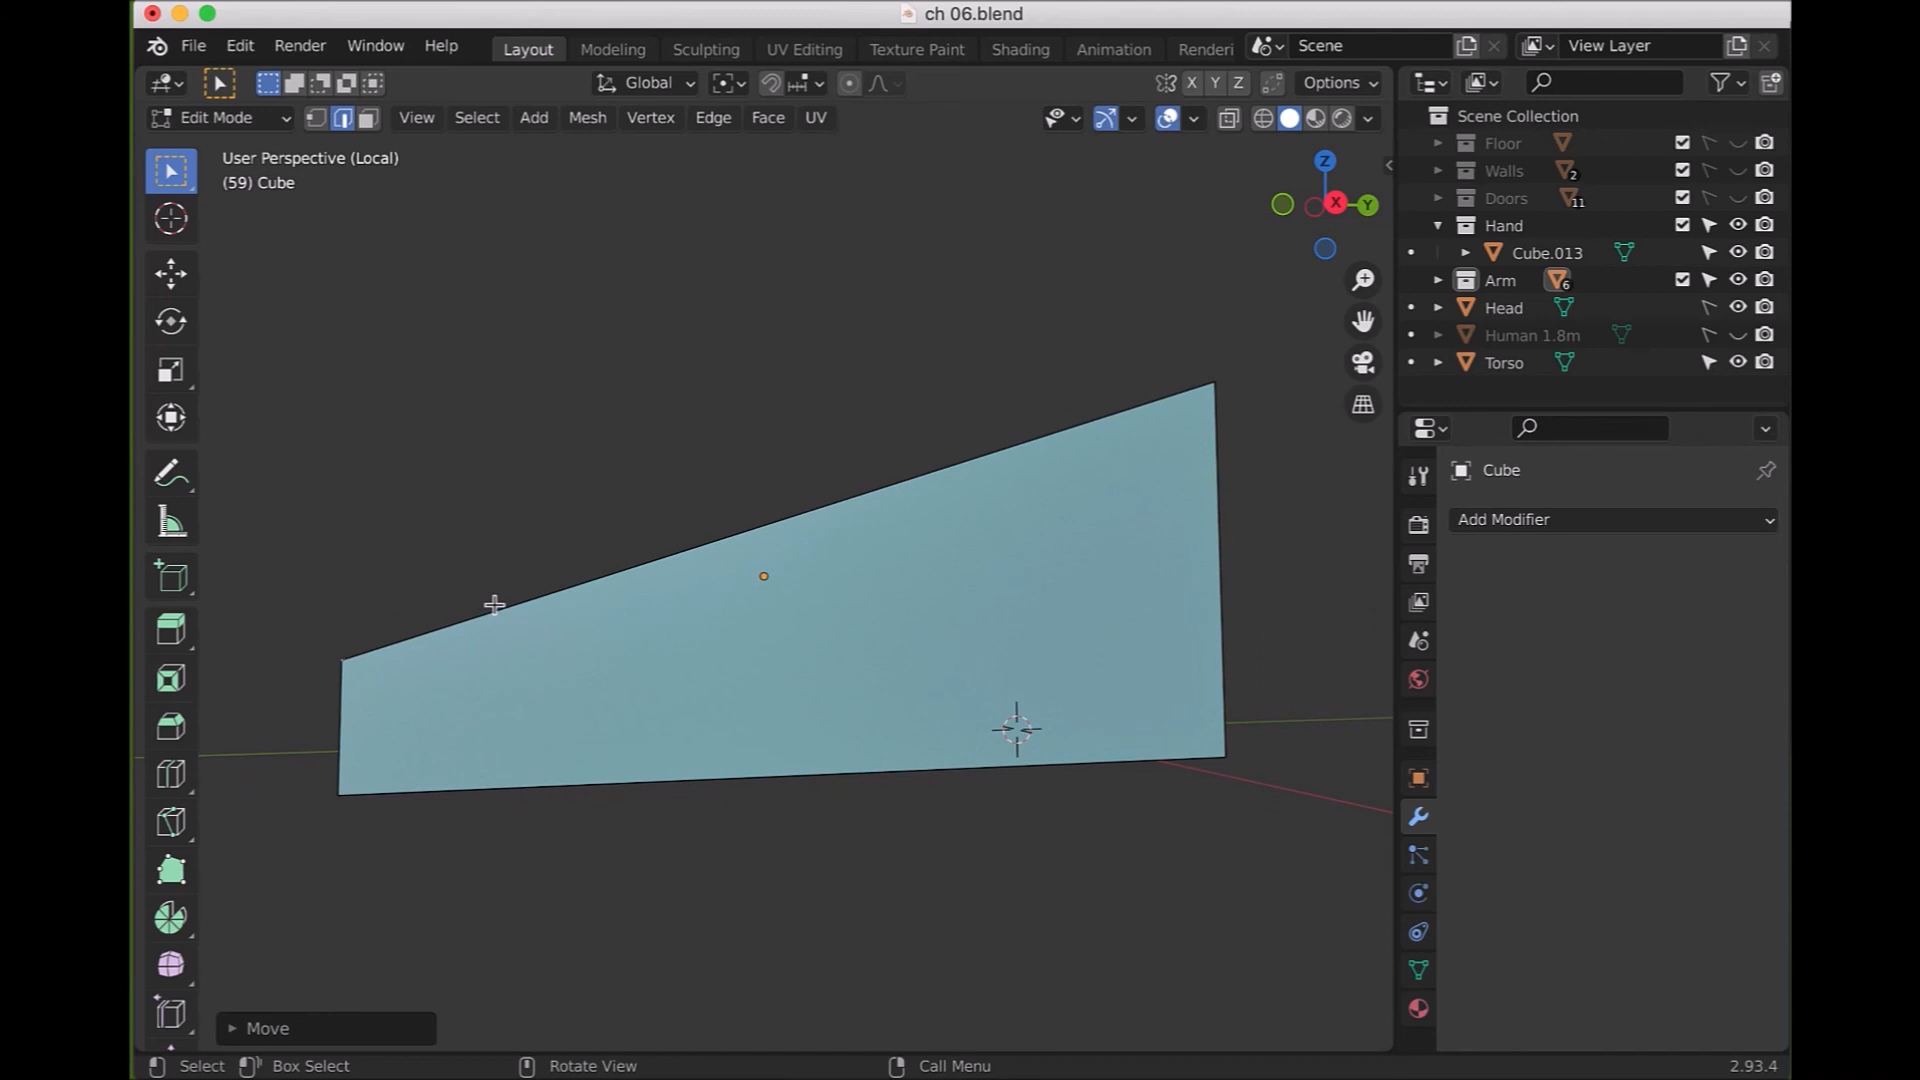 ch 06.blend
File Edit Render Window Help Layout Modeling Sculpting UV Editing Texture Paint Shading Animation Renderi Scene View Layer
Global X Y Z Options
Edit Mode View Select Add Mesh Vertex Edge Face UV
User Perspective (Local)
(59) Cube
Z
X Y
Scene Collection
Floor
Walls 2
Doors 11
Hand
Cube.013
Arm 6
Head
Human 1.8m
Torso
Cube
Add Modifier
Move
Select Box Select Rotate View Call Menu 2.93.4